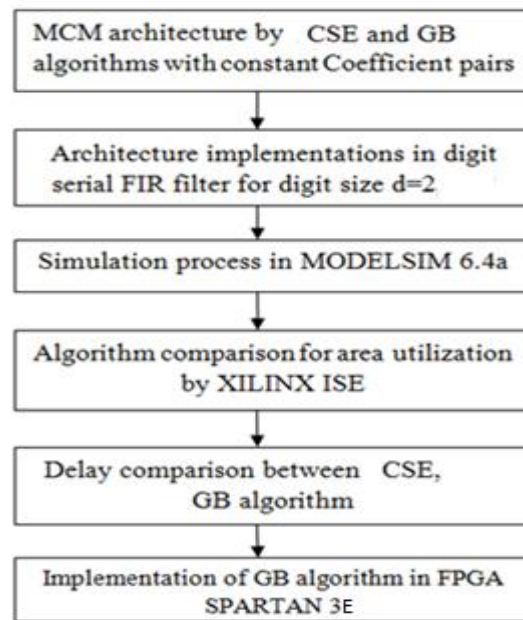 MCM architecture by CSE and GB
algorithms with constant Coefficient pairs
Architecture implementations in digit
serial FIR filter for digit size d=2
Simulation process in MODELSIM 6.4a
Algorithm comparison for area utilization
by XILINX ISE
Delay comparison between CSE,
GB algorithm
Implementation of GB algorithm in FPGA
SPARTAN 3E